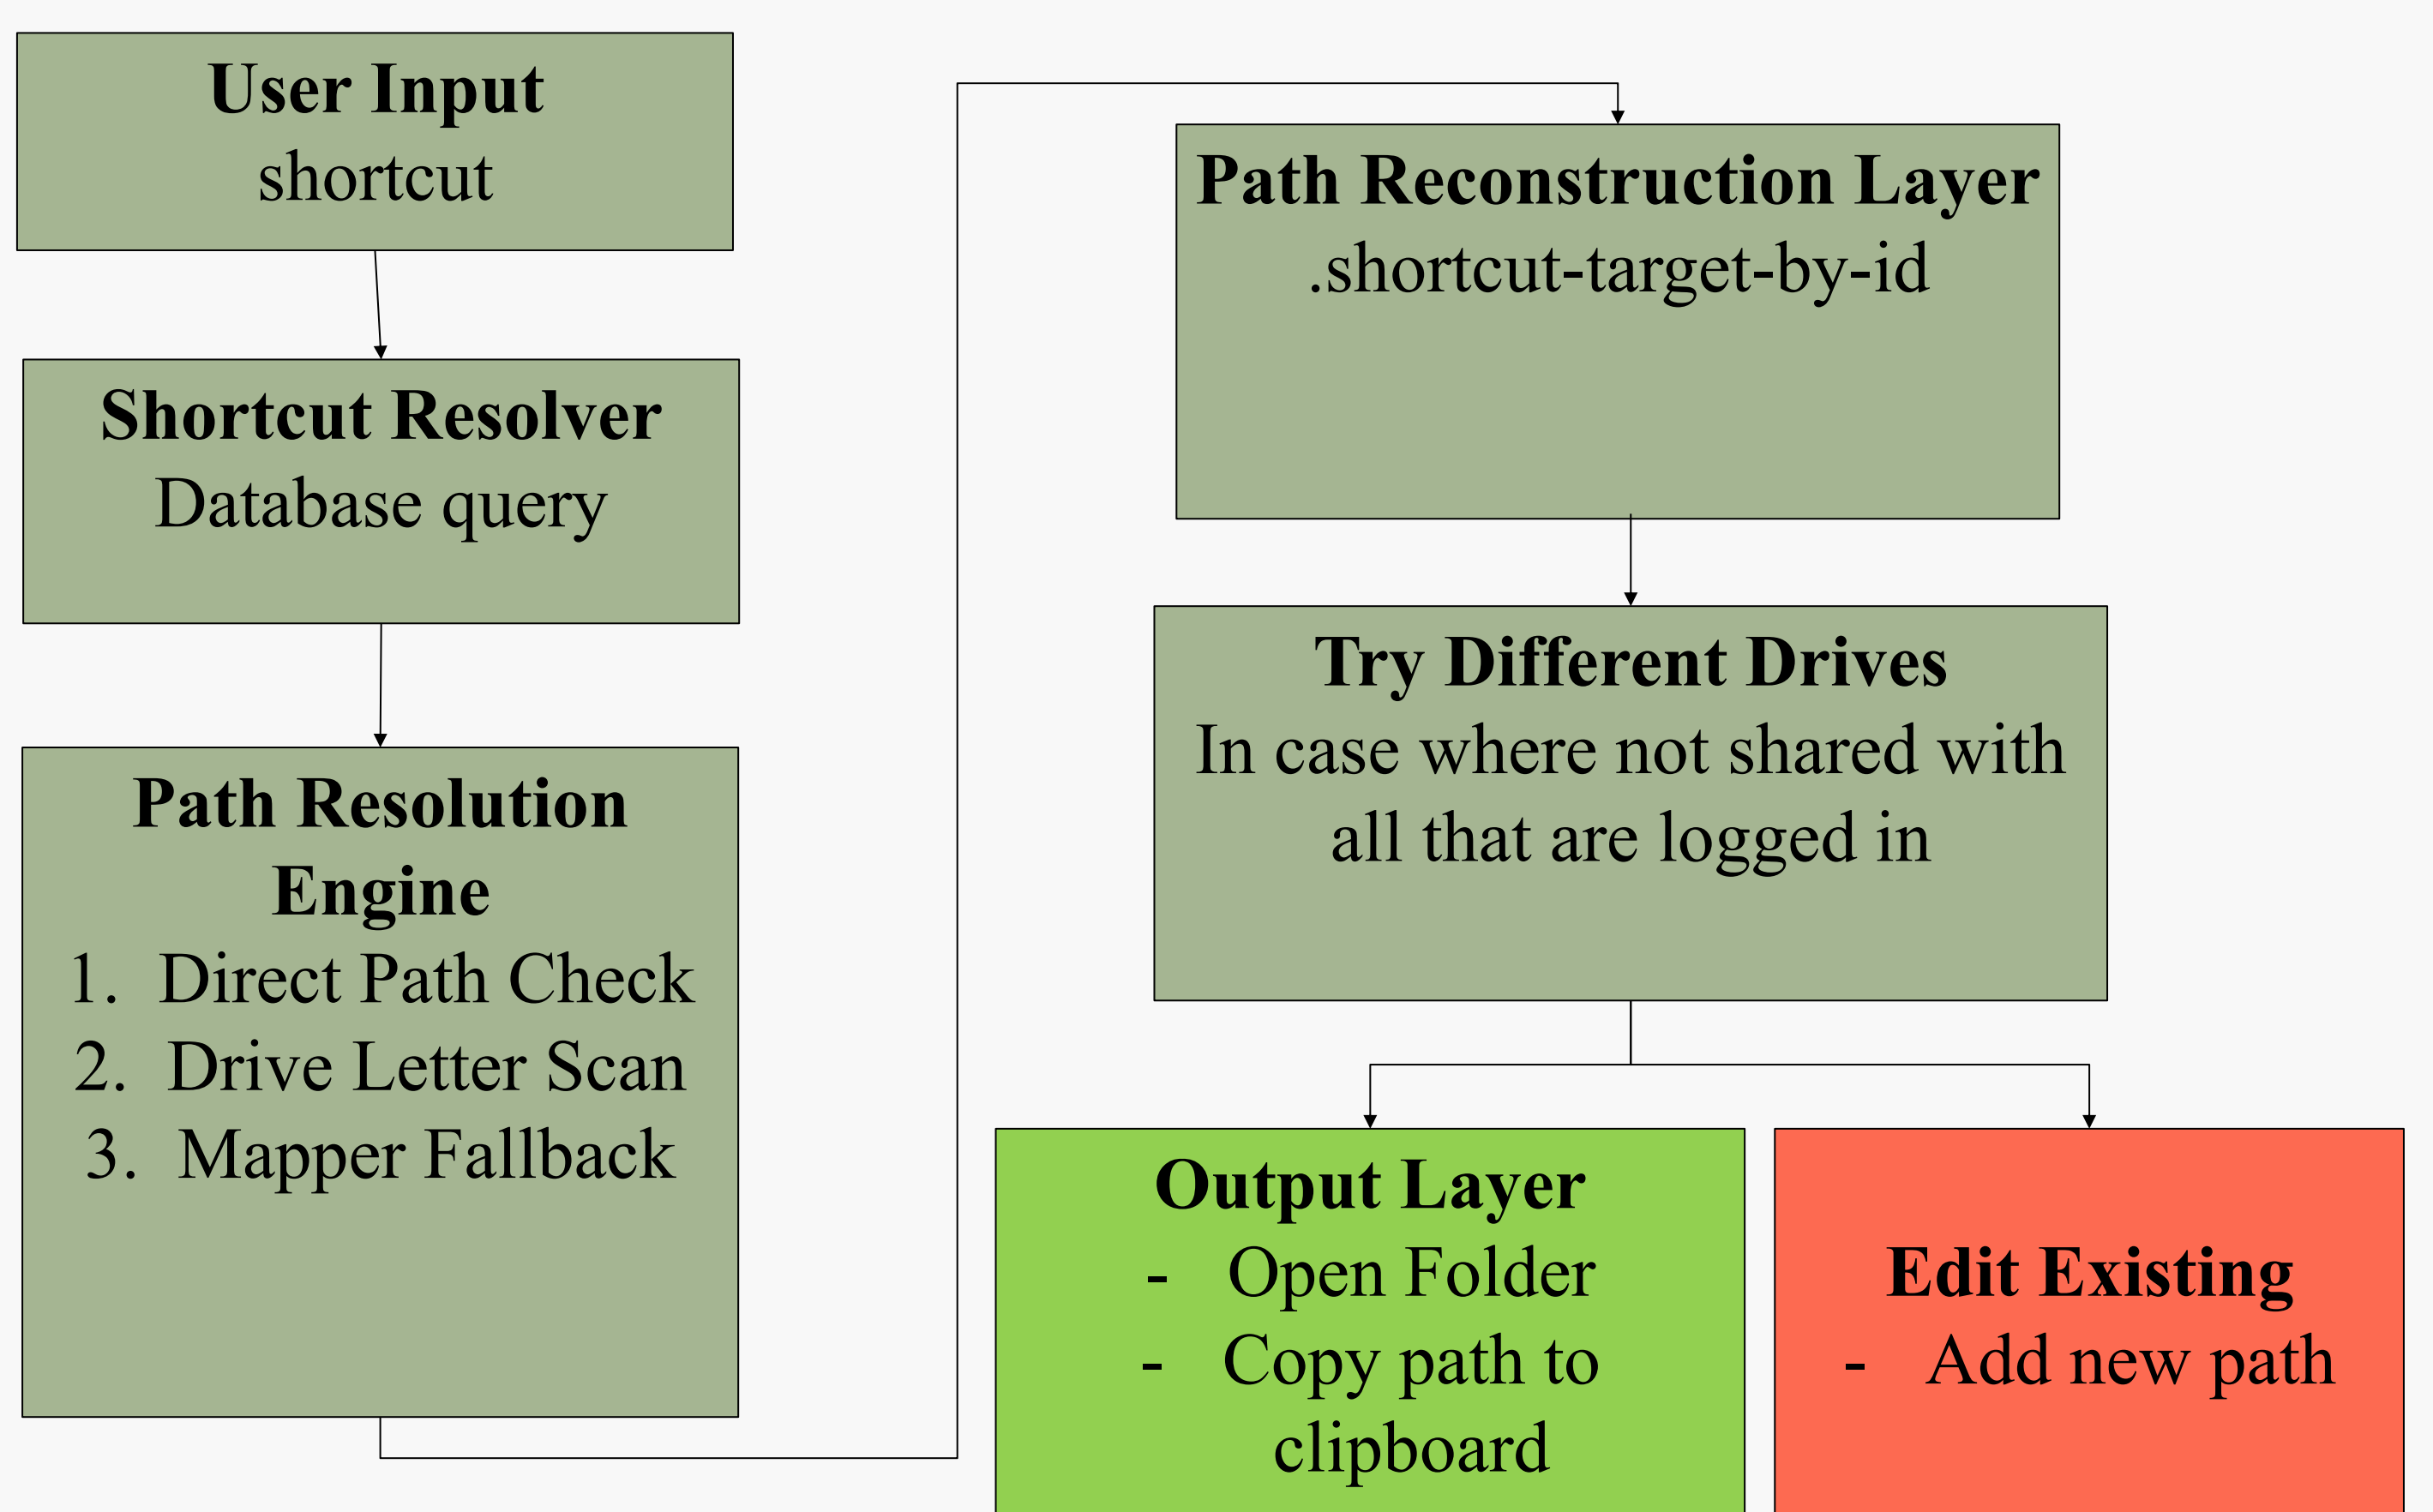 User Input
shortcut
Shortcut Resolver
Database query
Path Resolution
Engine
1. Direct Path Check
2. Drive Letter Scan
3. Mapper Fallback
Path Reconstruction Layer
.shortcut-target-by-id
Try Different Drives
In case where not shared with
all that are logged in
Output Layer
- Open Folder
- Copy path to
clipboard
Edit Existing
- Add new path